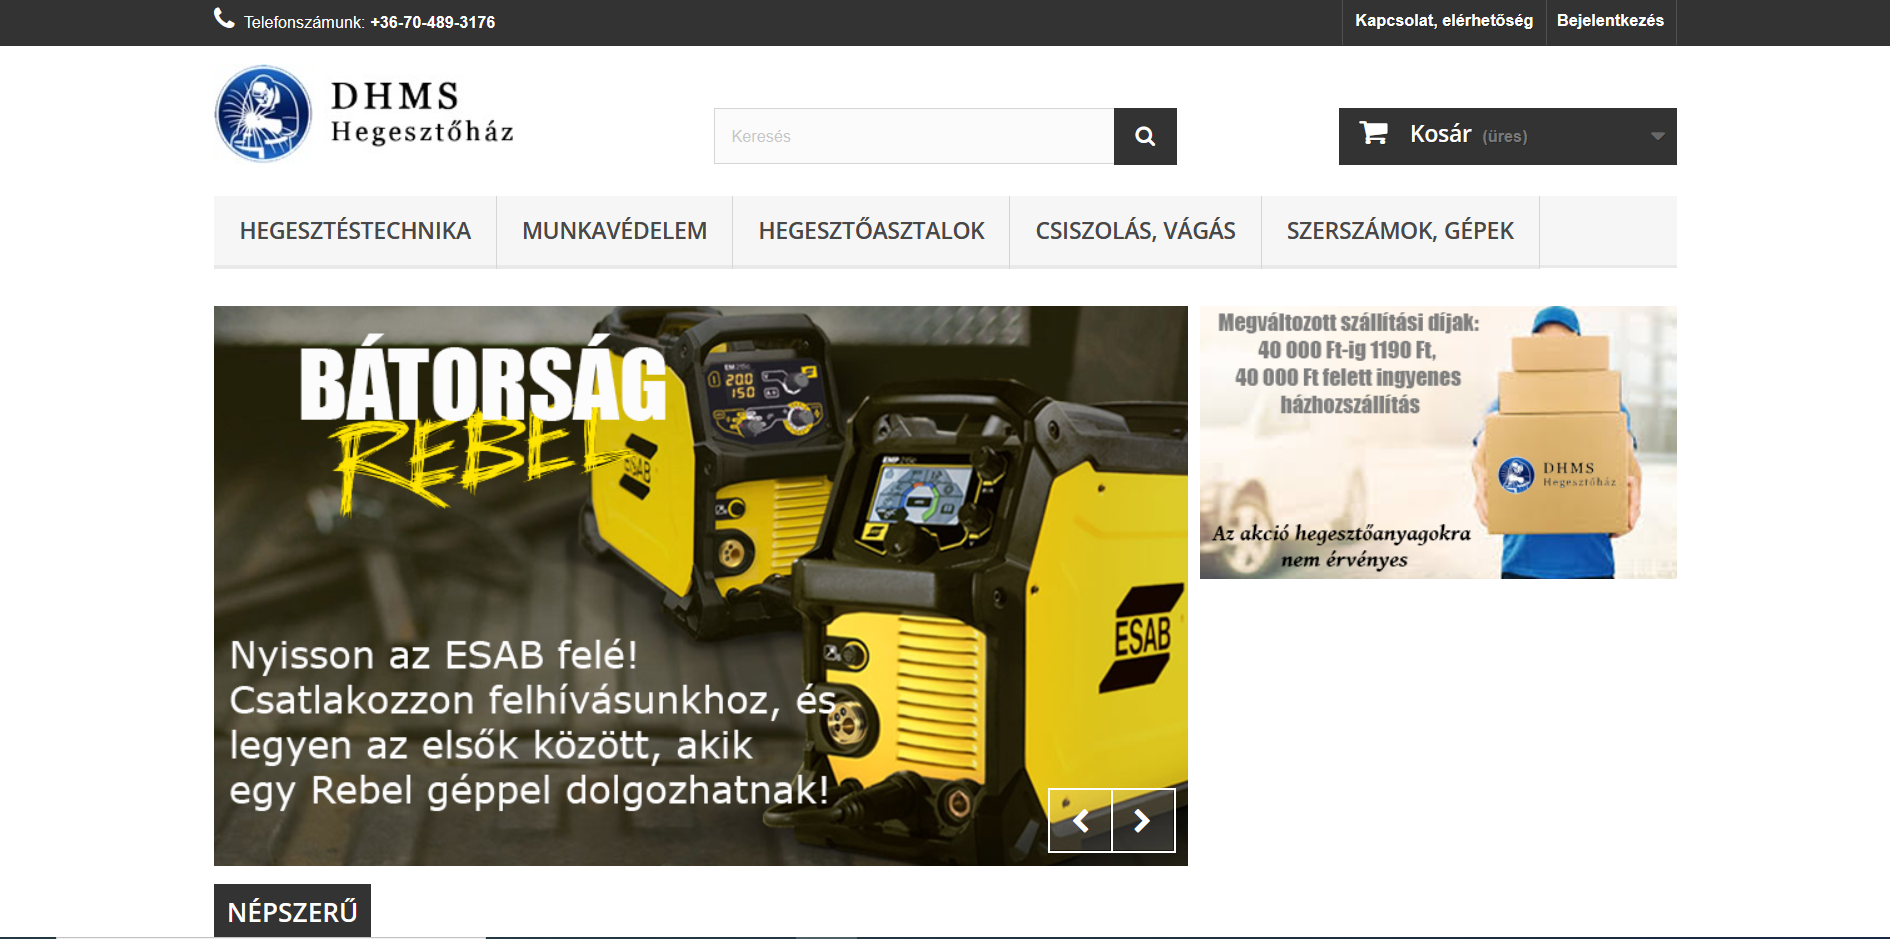 Telefonszámunk: +36-70-489-3176
Kapcsolat, elérhetőség
Bejelentkezés
DHMS
Hegesztőház
Keresés
Kosár (üres)
HEGESZTÉSTECHNIKA
MUNKAVÉDELEM
HEGESZTŐASZTALOK
CSISZOLÁS, VÁGÁS
SZERSZÁMOK, GÉPEK
BÁTORSÁG
REBEL
20.0
150
ESAB
ESAB
Nyisson az ESAB felé!
Csatlakozzon felhívásunkhoz, és
legyen az elsők között, akik
egy Rebel géppel dolgozhatnak!
Megváltozott szállítási díjak:
40 000 Ft-ig 1190 Ft,
40 000 Ft felett ingyenes
házhozszállítás
DHMS
Hegesztőház
Az akció hegesztőanyagokra
nem érvényes
NÉPSZERŰ